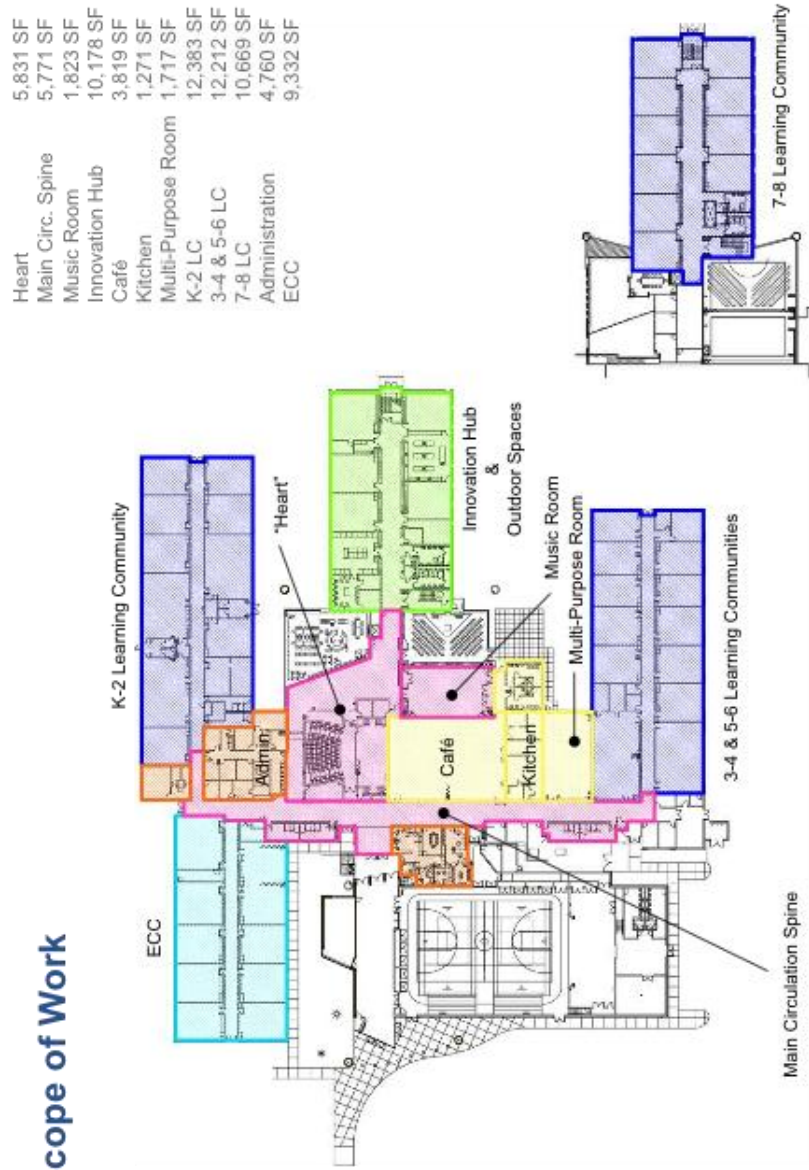 cope of Work
Heart 5,831 SF
Main Circ. Spine 5,771 SF
Music Room 1,823 SF
Innovation Hub 10,178 SF
Café 3,819 SF
Kitchen 1,271 SF
Multi-Purpose Room 1,717 SF
K-2 LC 12,383 SF
3-4 & 5-6 LC 12,212 SF
7-8 LC 10,669 SF
Administration 4,760 SF
ECC 9,332 SF
ECC
K-2 Learning Community
Admin
"Heart"
Café
Kitchen
Innovation Hub
&
Outdoor Spaces
Music Room
Multi-Purpose Room
3-4 & 5-6 Learning Communities
Main Circulation Spine
7-8 Learning Community